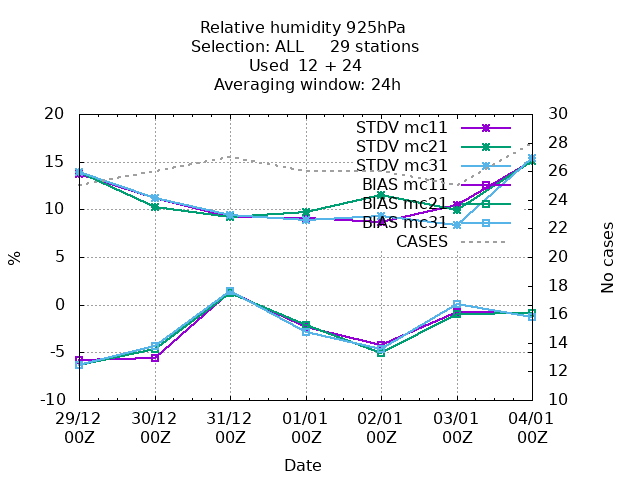 Relative humidity 925hPa
Selection: ALL     29 stations
Used  12 + 24
Averaging window: 24h
20
15
10
5
0
-5
-10
%
30
28
26
24
22
20
18
16
14
12
10
No cases
STDV mc11
STDV mc21
STDV mc31
BIAS mc11
BIAS mc21
BIAS mc31
CASES
29/12 30/12 31/12 01/01 02/01 03/01 04/01
00Z 00Z 00Z 00Z 00Z 00Z 00Z
Date